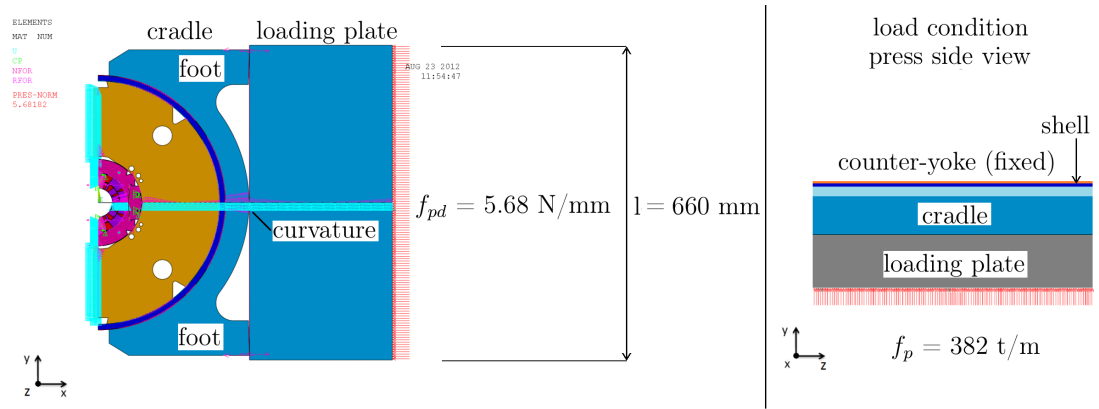 ELEMENTS
MAT NUM
U
CP
NFOR
RFOR
PRES-NORM
5.68182
cradle
loading plate
foot
AUG 23 2012
11:54:47
f_pd = 5.68 N/mm
l = 660 mm
curvature
foot
y
z
x
load condition
press side view
shell
counter-yoke (fixed)
cradle
loading plate
f_p = 382 t/m
y
z
x